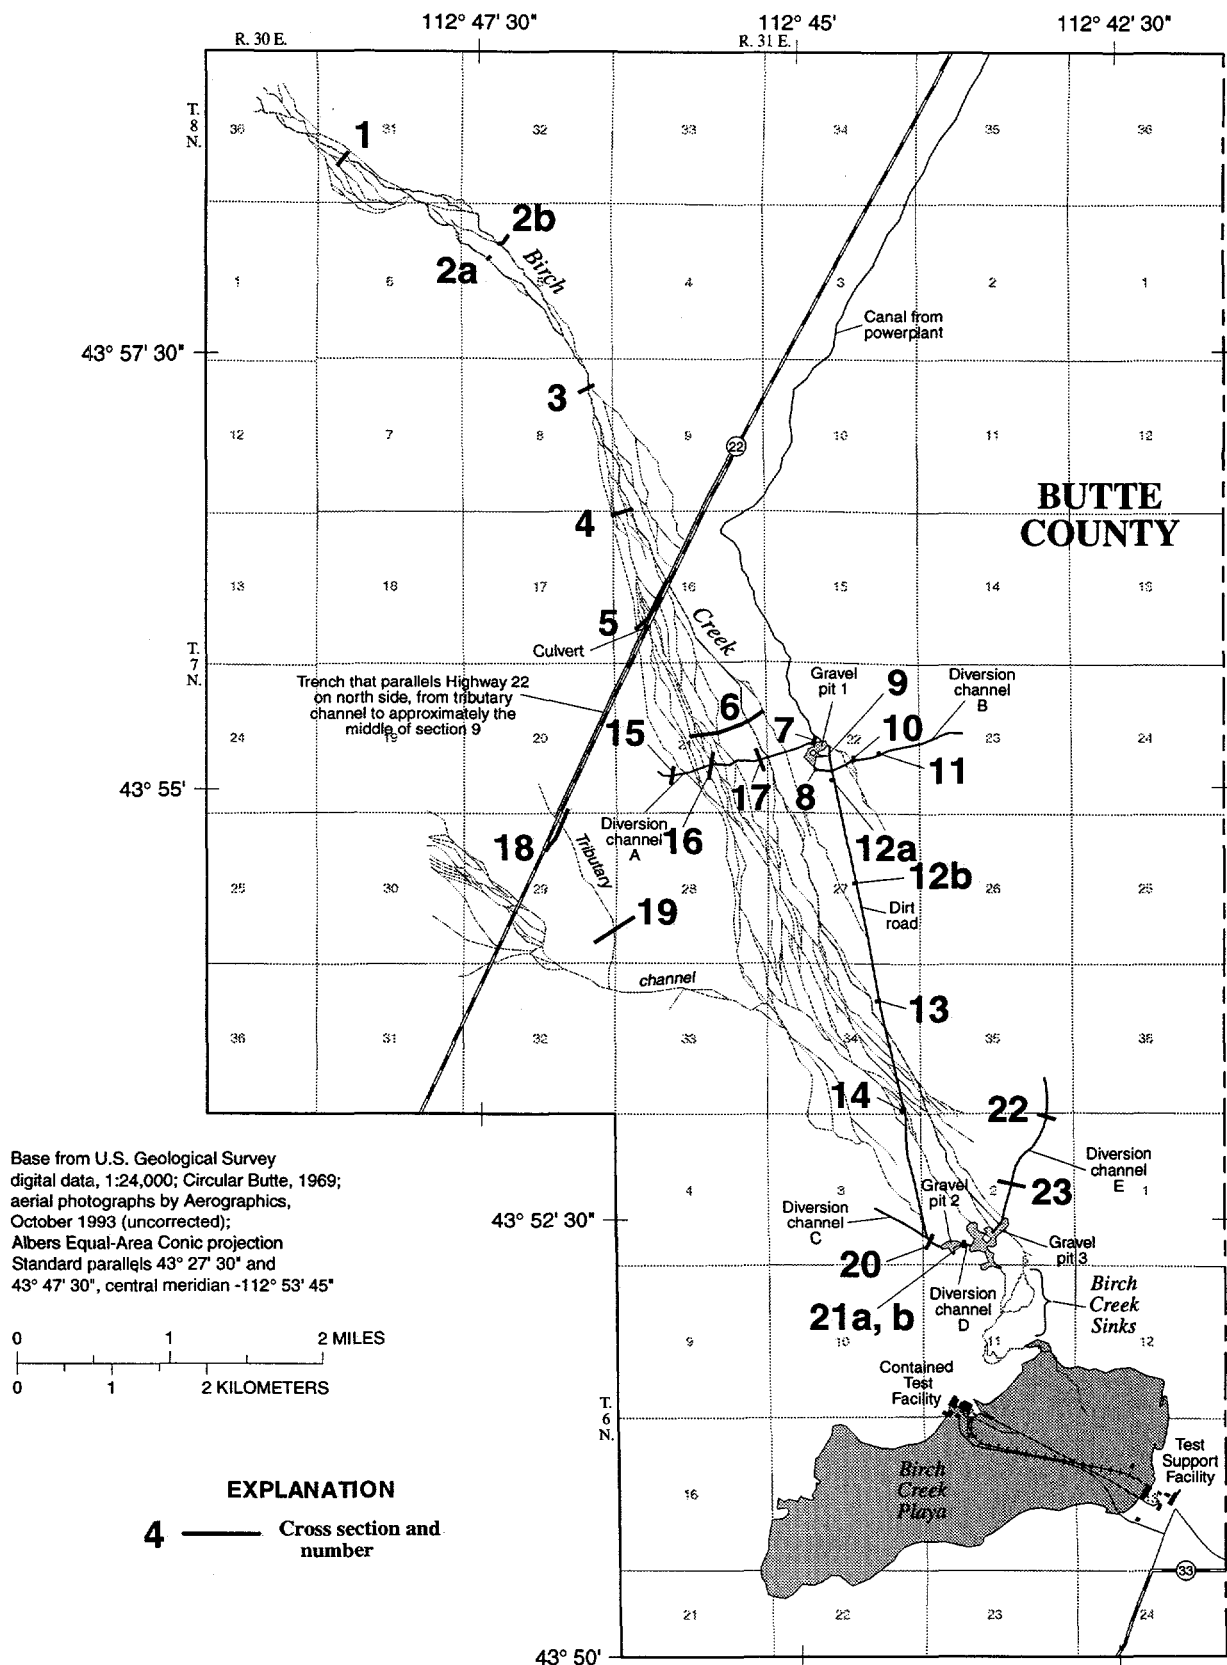 112° 47' 30"
112° 45'
112° 42' 30"
R. 30 E.
R. 31 E.
T.
8
N.
36
31
32
33
34
35
36
1
2b
2a
Birch
1
6
5
4
3
2
1
Canal from
powerplant
43° 57' 30"
3
12
7
8
9
10
11
12
22
BUTTE
COUNTY
4
13
18
17
16
15
14
5
Creek
Culvert
T.
7
N.
Trench that parallels Highway 22
on north side, from tributary
channel to approximately the
middle of section 9
Gravel
pit 1
Diversion
channel
B
6
7
9
10
15
24
19
20
21
22
23
24
11
43° 55'
17
8
Diversion
channel
A
16
12a
18
Tributary
25
30
29
28
27
26
25
12b
19
Dirt
road
channel
13
36
31
32
33
34
35
36
14
22
Base from U.S. Geological Survey
digital data, 1:24,000; Circular Butte, 1969;
aerial photographs by Aerographics,
October 1993 (uncorrected);
Albers Equal-Area Conic projection
Standard parallels 43° 27' 30" and
43° 47' 30", central meridian -112° 53' 45"
Diversion
channel
E
4
3
2
1
Gravel
pit 2
23
43° 52' 30"
Diversion
channel
C
Gravel
pit 3
20
Diversion
channel
D
Birch
Creek
Sinks
21a, b
9
10
11
12
0 1 2 MILES
0 1 2 KILOMETERS
Contained
Test
Facility
T.
6
N.
Test
Support
Facility
Birch
Creek
Playa
16
EXPLANATION
4 Cross section and
number
33
21
22
23
24
43° 50'